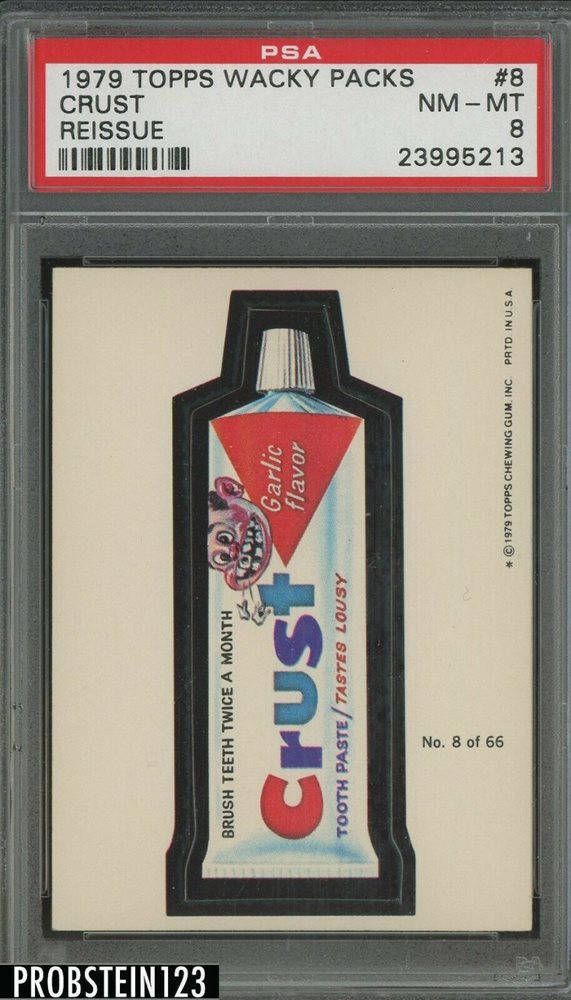 PSA
1979 TOPPS WACKY PACKS #8
CRUST NM - MT
REISSUE 8
23995213
* © 1979 TOPPS CHEWING GUM, INC. PRTD. IN U.S.A.
Garlic
flavor
BRUSH TEETH TWICE A MONTH
Crust
TOOTH PASTE/TASTES LOUSY
No. 8 of 66
PROBSTEIN123